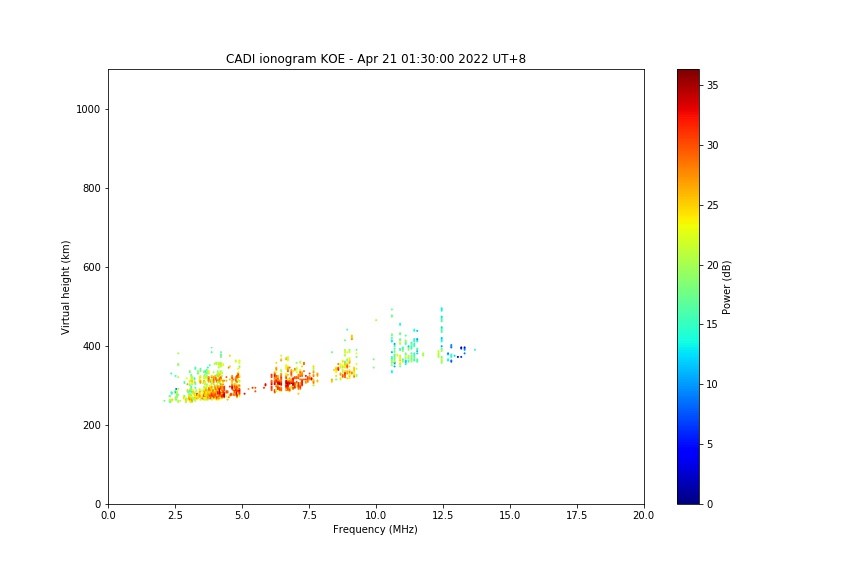 CADI ionogram KOE - Apr 21 01:30:00 2022 UT+8
1000
800
600
400
200
0
Virtual height (km)
0.0 2.5 5.0 7.5 10.0 12.5 15.0 17.5 20.0
Frequency (MHz)
35
30
25
20
15
10
5
0
Power (dB)